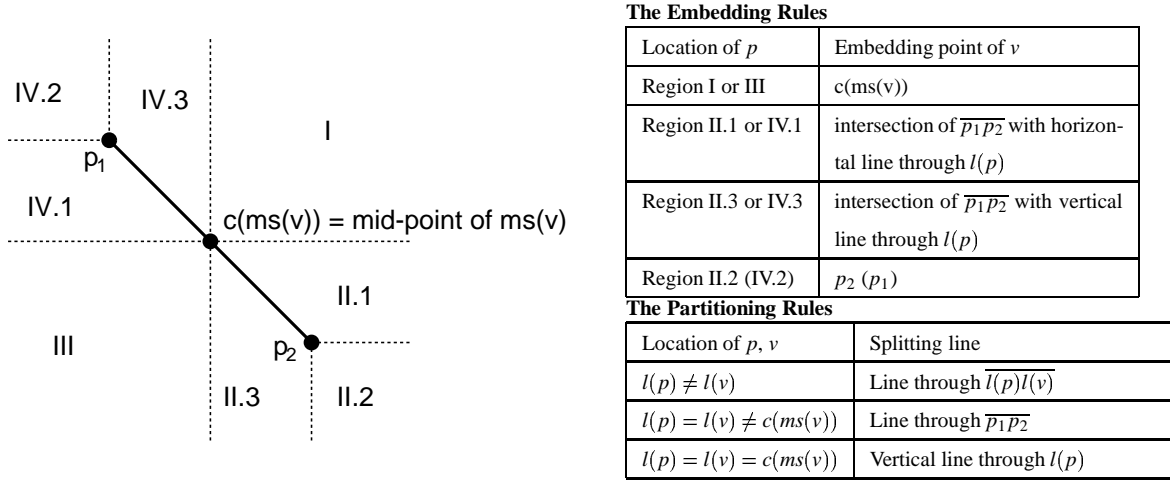 IV.2
IV.3
I
p1
IV.1
c(ms(v)) = mid-point of ms(v)
II.1
III
p2
II.3
II.2
The Embedding Rules
Location of p
Embedding point of v
Region I or III
c(ms(v))
Region II.1 or IV.1
intersection of p1p2 with horizon-
tal line through l(p)
Region II.3 or IV.3
intersection of p1p2 with vertical
line through l(p)
Region II.2 (IV.2)
p2 (p1)
The Partitioning Rules
Location of p, v
Splitting line
l(p) ≠ l(v)
Line through l(p)l(v)
l(p) = l(v) ≠ c(ms(v))
Line through p1p2
l(p) = l(v) = c(ms(v))
Vertical line through l(p)